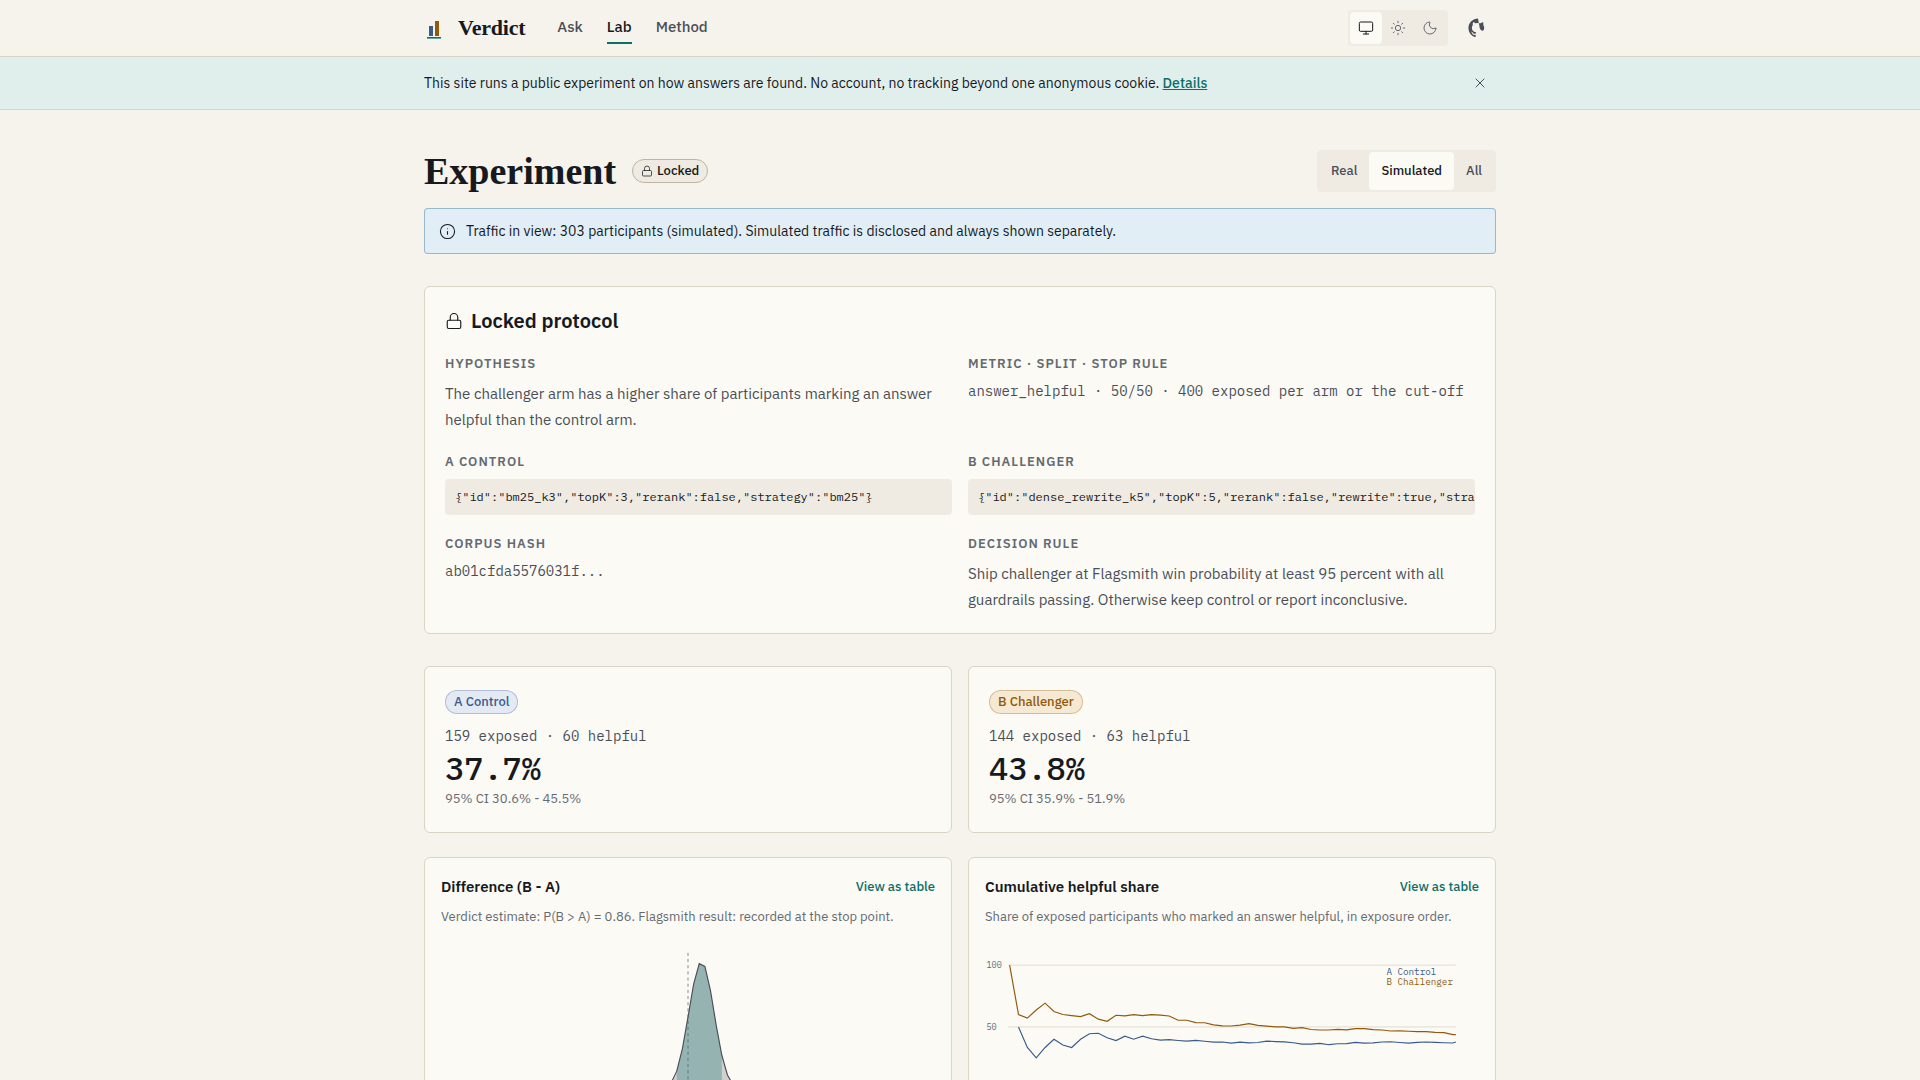 Verdict
Ask
Lab
Method
This site runs a public experiment on how answers are found. No account, no tracking beyond one anonymous cookie. Details
Experiment
Locked
Real
Simulated
All
Traffic in view: 303 participants (simulated). Simulated traffic is disclosed and always shown separately.
Locked protocol
HYPOTHESIS
The challenger arm has a higher share of participants marking an answer
helpful than the control arm.
METRIC · SPLIT · STOP RULE
answer_helpful · 50/50 · 400 exposed per arm or the cut-off
A CONTROL
{"id":"bm25_k3","topK":3,"rerank":false,"strategy":"bm25"}
B CHALLENGER
{"id":"dense_rewrite_k5","topK":5,"rerank":false,"rewrite":true,"stra
CORPUS HASH
ab01cfda5576031f...
DECISION RULE
Ship challenger at Flagsmith win probability at least 95 percent with all
guardrails passing. Otherwise keep control or report inconclusive.
A Control
159 exposed · 60 helpful
37.7%
95% CI 30.6% - 45.5%
B Challenger
144 exposed · 63 helpful
43.8%
95% CI 35.9% - 51.9%
Difference (B - A)
View as table
Verdict estimate: P(B > A) = 0.86. Flagsmith result: recorded at the stop point.
Cumulative helpful share
View as table
Share of exposed participants who marked an answer helpful, in exposure order.
100
A Control
B Challenger
50